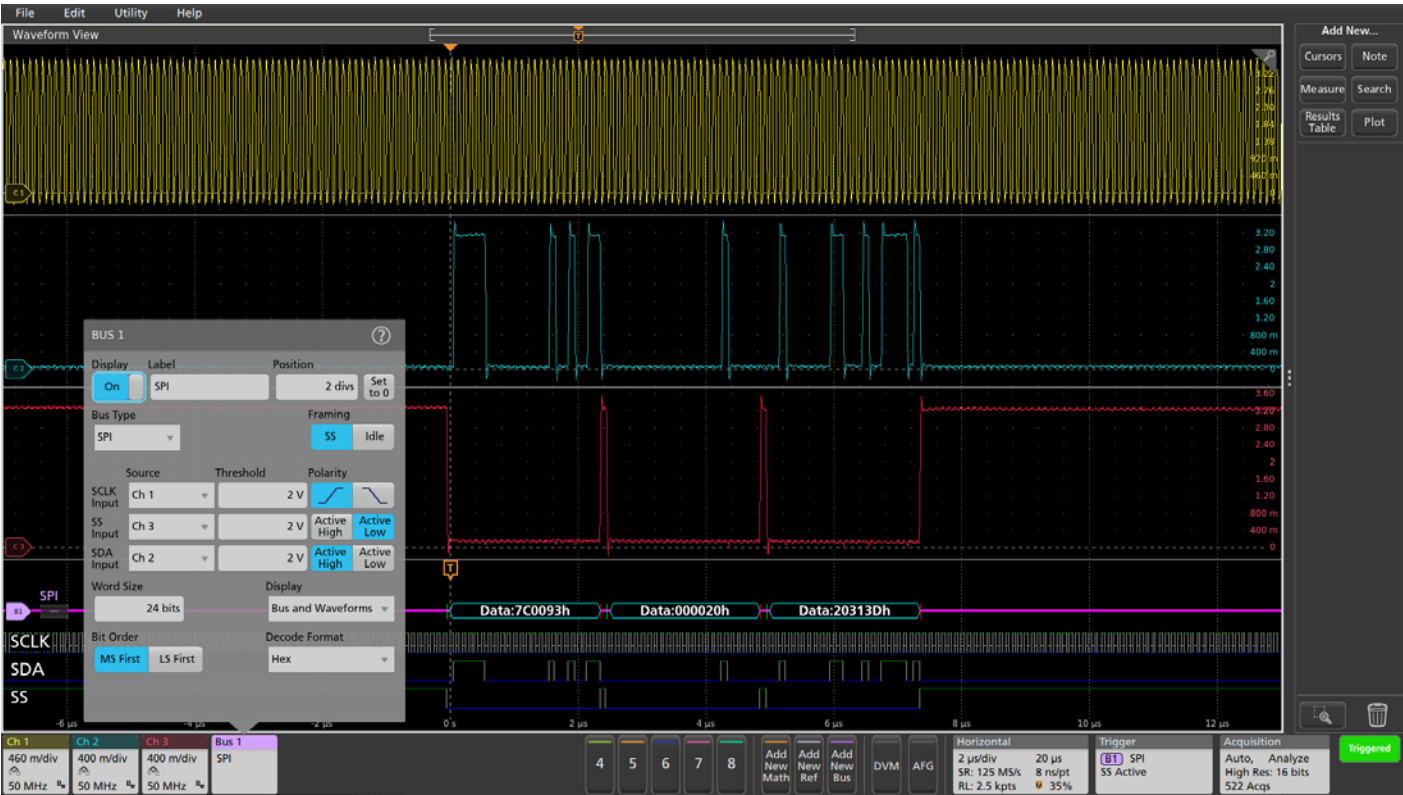 File Edit Utility Help
Waveform View
Add New...
Cursors Note
Measure Search
Results Table Plot
C1
3.22
2.76
2.30
1.84
1.38
920 m
460 m
0
C2
3.20
2.80
2.40
2
1.60
1.20
800 m
400 m
0
C3
3.60
3.20
2.80
2.40
2
1.60
1.20
800 m
400 m
0
BUS 1 ?
Display Label Position
On SPI 2 divs Set to 0
Bus Type Framing
SPI SS Idle
Source Threshold Polarity
SCLK Input Ch 1 2 V
SS Input Ch 3 2 V Active High Active Low
SDA Input Ch 2 2 V Active High Active Low
Word Size Display
24 bits Bus and Waveforms
Bit Order Decode Format
MS First LS First Hex
T
T
B1 SPI
Data:7C0093h Data:000020h Data:20313Dh
SCLK
SDA
SS
-6 µs -4 µs -2 µs 0 s 2 µs 4 µs 6 µs 8 µs 10 µs 12 µs
Ch 1
460 m/div
50 MHz
Ch 2
400 m/div
50 MHz
Ch 3
400 m/div
50 MHz
Bus 1
SPI
4 5 6 7 8
Add New Math
Add New Ref
Add New Bus
DVM AFG
Horizontal
2 µs/div 20 µs
SR: 125 MS/s 8 ns/pt
RL: 2.5 kpts 35%
Trigger
B1 SPI
SS Active
Acquisition
Auto, Analyze
High Res: 16 bits
522 Acqs
Triggered